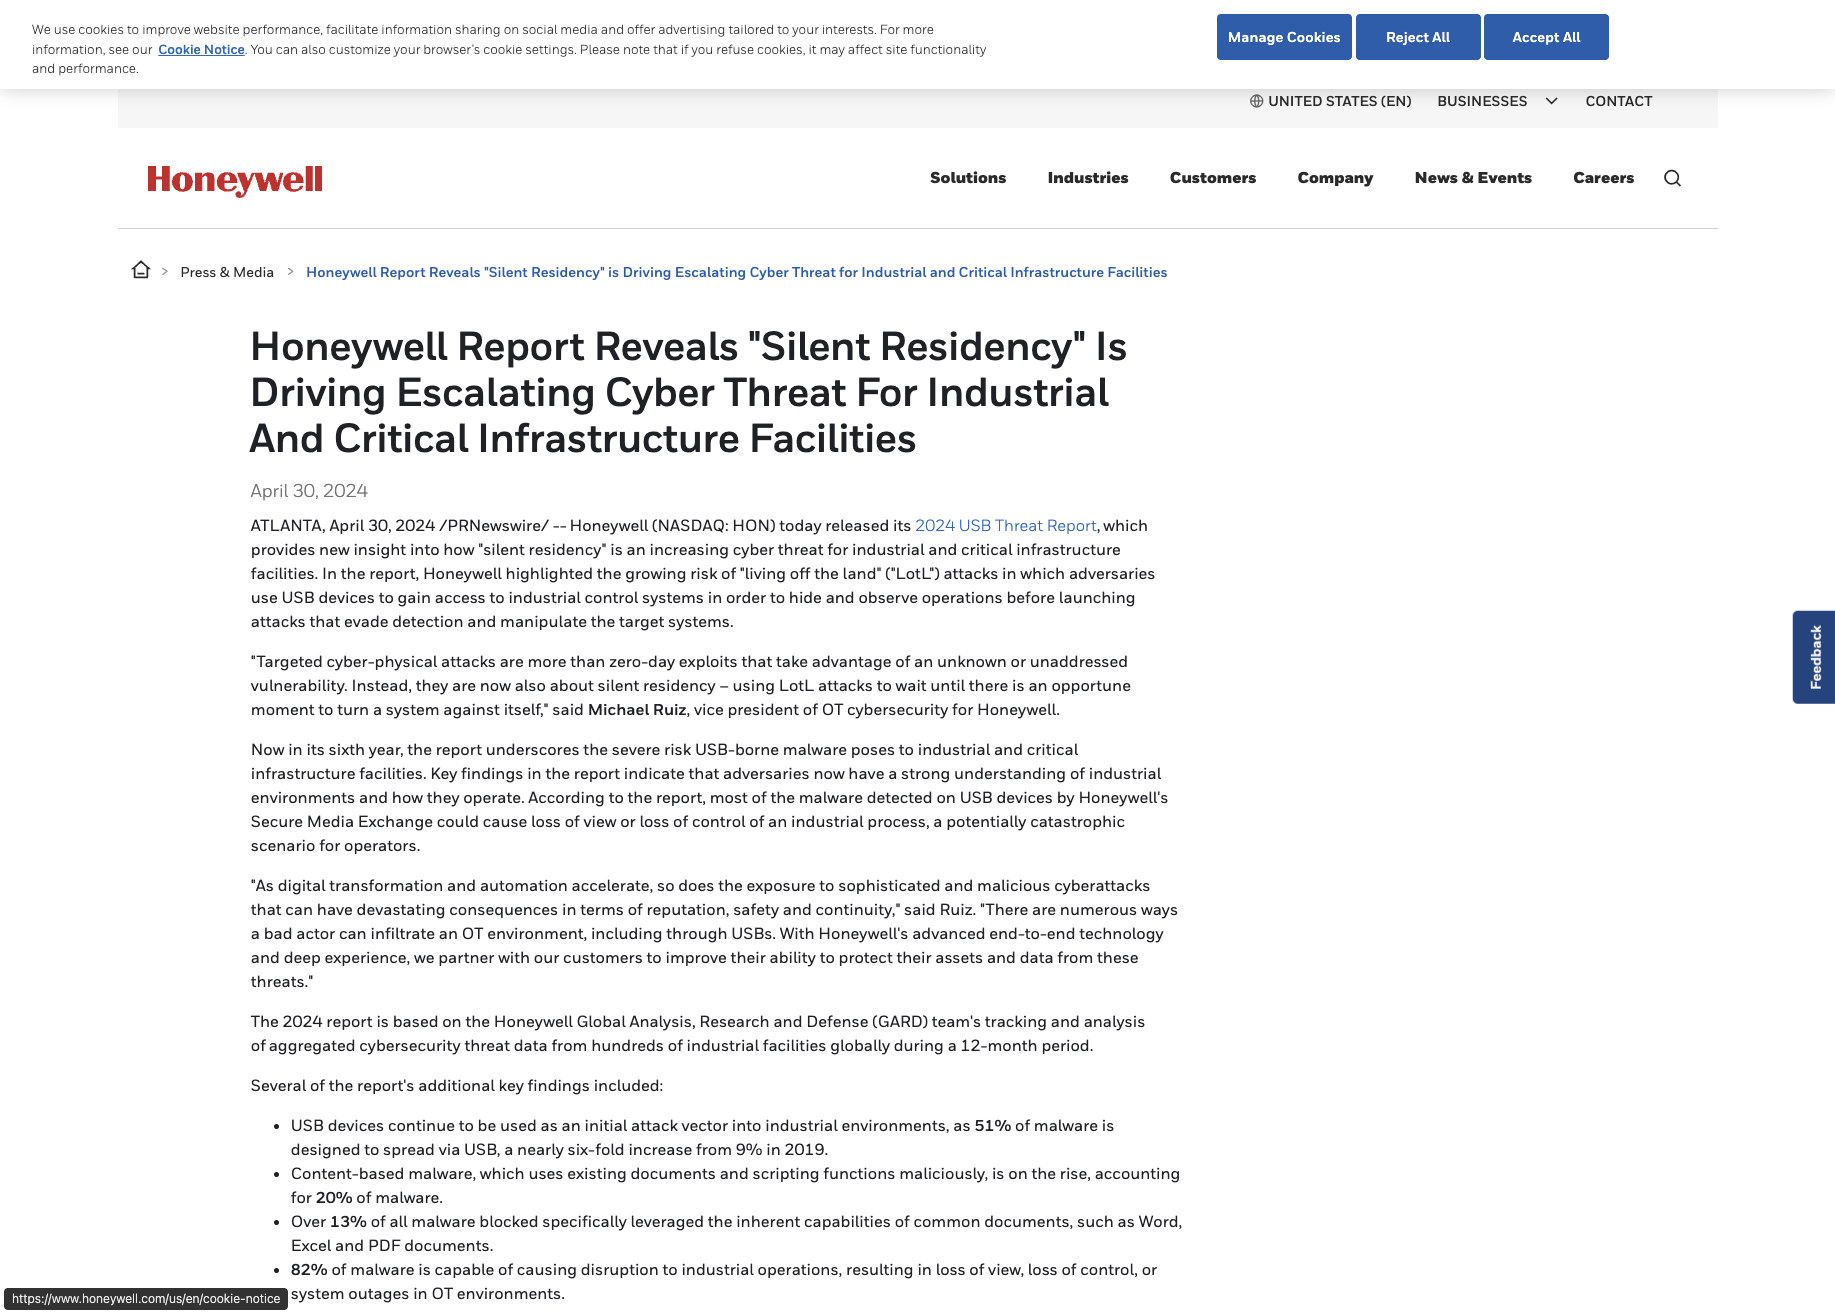 We use cookies to improve website performance, facilitate information sharing on social media and offer advertising tailored to your interests. For more
information, see our Cookie Notice. You can also customize your browser's cookie settings. Please note that if you refuse cookies, it may affect site functionality
and performance.
Manage Cookies
Reject All
Accept All
UNITED STATES (EN)
BUSINESSES
CONTACT
Honeywell
Solutions
Industries
Customers
Company
News & Events
Careers
> Press & Media > Honeywell Report Reveals "Silent Residency" is Driving Escalating Cyber Threat for Industrial and Critical Infrastructure Facilities
Honeywell Report Reveals "Silent Residency" Is
Driving Escalating Cyber Threat For Industrial
And Critical Infrastructure Facilities
April 30, 2024
ATLANTA, April 30, 2024 /PRNewswire/ -- Honeywell (NASDAQ: HON) today released its 2024 USB Threat Report, which
provides new insight into how "silent residency" is an increasing cyber threat for industrial and critical infrastructure
facilities. In the report, Honeywell highlighted the growing risk of "living off the land" ("LotL") attacks in which adversaries
use USB devices to gain access to industrial control systems in order to hide and observe operations before launching
attacks that evade detection and manipulate the target systems.
"Targeted cyber-physical attacks are more than zero-day exploits that take advantage of an unknown or unaddressed
vulnerability. Instead, they are now also about silent residency – using LotL attacks to wait until there is an opportune
moment to turn a system against itself," said Michael Ruiz, vice president of OT cybersecurity for Honeywell.
Now in its sixth year, the report underscores the severe risk USB-borne malware poses to industrial and critical
infrastructure facilities. Key findings in the report indicate that adversaries now have a strong understanding of industrial
environments and how they operate. According to the report, most of the malware detected on USB devices by Honeywell's
Secure Media Exchange could cause loss of view or loss of control of an industrial process, a potentially catastrophic
scenario for operators.
"As digital transformation and automation accelerate, so does the exposure to sophisticated and malicious cyberattacks
that can have devastating consequences in terms of reputation, safety and continuity," said Ruiz. "There are numerous ways
a bad actor can infiltrate an OT environment, including through USBs. With Honeywell's advanced end-to-end technology
and deep experience, we partner with our customers to improve their ability to protect their assets and data from these
threats."
The 2024 report is based on the Honeywell Global Analysis, Research and Defense (GARD) team's tracking and analysis
of aggregated cybersecurity threat data from hundreds of industrial facilities globally during a 12-month period.
Several of the report's additional key findings included:
• USB devices continue to be used as an initial attack vector into industrial environments, as 51% of malware is
designed to spread via USB, a nearly six-fold increase from 9% in 2019.
• Content-based malware, which uses existing documents and scripting functions maliciously, is on the rise, accounting
for 20% of malware.
• Over 13% of all malware blocked specifically leveraged the inherent capabilities of common documents, such as Word,
Excel and PDF documents.
• 82% of malware is capable of causing disruption to industrial operations, resulting in loss of view, loss of control, or
system outages in OT environments.
Feedback
https://www.honeywell.com/us/en/cookie-notice